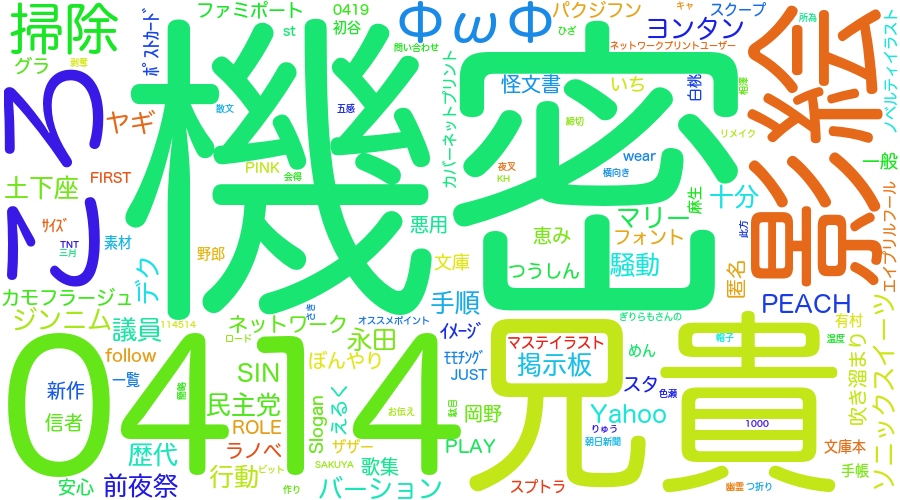 掃除
ファミポート
0419
初谷
st
ΦωΦ
問い合わせ
パクジフン
ひざ
キャ
スクープ
ヨンタン
ネットワークプリントユーザー
所為
絵
ノベルティイラスト
グラ
ポストカード
機密
ころ
ヤギ
散文
五感
カバーネットプリント
怪文書
いち
白桃
締切
リメイク
土下座
FIRST
PINK
会得
夜叉
KH
wear
横向き
麻生
十分
一般
影
サイズ
TNT
三月
素材
悪用
恵み
マリー
フォント
此方
エイプリルフール
野郎
文庫
つうしん
騒動
匿名
カモフラージュ
デク
手順
PEACH
ジンニム
議員
114514
ネットワーク
オススメポイント
ぎりらもさんの
有村
ロード
永田
イメージ
マステイラスト
帽子
温度
0414
兄貴
follow
ぼんやり
モモチング
掲示板
めん
吹き溜まり
ソニックスイーツ
新作
一覧
SIN
JUST
スタ
色瀬
信者
民主党
Slogan
えるく
お伝え
駄目
岡野
Yahoo
りゅう
1000
ROLE
歴代
ラノベ
ザザー
PLAY
朝日新聞
文庫本
安心
前夜祭
行動
ビット
SAKUYA
歌集
手帳
作り
バージョン
スプトラ
幽霊
つ折り